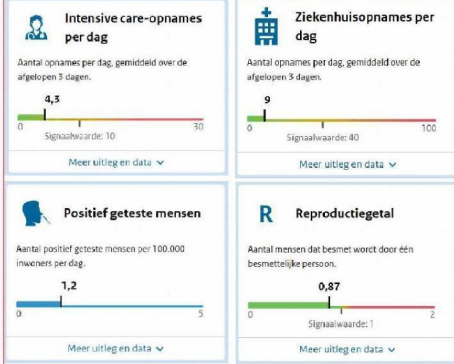 Intensive care-opnames
per dag
Aantal opnames per dag, gemiddeld over de
afgelopen 3 dagen.
4,3
0
30
Signaalwaarde: 10
Meer uitleg en data
Ziekenhuisopnames per
dag
Aantal opnames per dag, gemiddeld over de
afgelopen 3 dagen.
9
0
100
Signaalwaarde: 40
Meer uitleg en data
Positief geteste mensen
Aantal positief geteste mensen per 100.000
inwoners per dag.
1,2
0
5
Meer uitleg en data
R
Reproductiegetal
Aantal mensen dat besmet wordt door één
besmettelijke persoon.
0,87
0
2
Signaalwaarde: 1
Meer uitleg en data